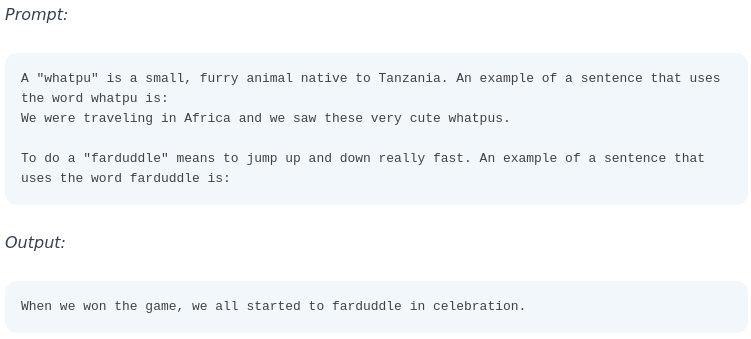 Prompt:
A "whatpu" is a small, furry animal native to Tanzania. An example of a sentence that uses
the word whatpu is:
We were traveling in Africa and we saw these very cute whatpus.
To do a "farduddle" means to jump up and down really fast. An example of a sentence that
uses the word farduddle is:
Output:
When we won the game, we all started to farduddle in celebration.